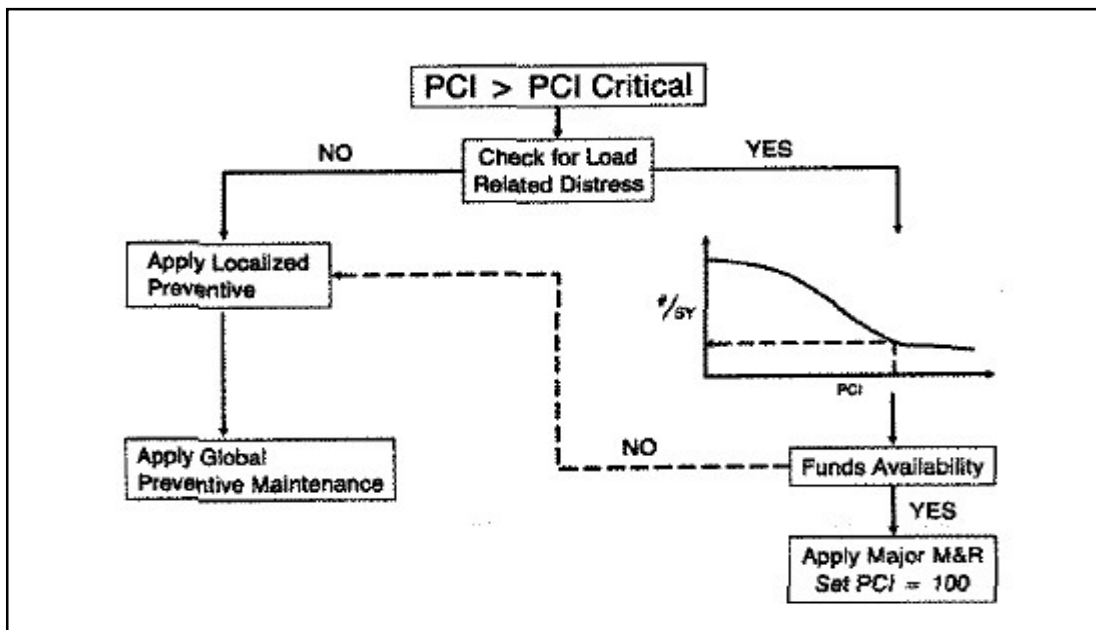 PCI > PCI Critical
NO
Check for Load
Related Distress
YES
Apply Localized
Preventive
PCI
Apply Global
Preventive Maintenance
NO
Funds Availability
YES
Apply Major M&R
Set PCI = 100